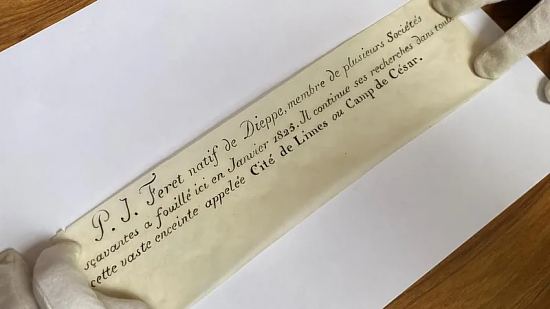 P. J. Feret natif de Dieppe, membre de plusieurs Sociétés
sçavantes a fouillé ici en Janvier 1825. Il continue ses recherches dans toute
cette vaste enceinte appelée Cité de Limes ou Camp de César.